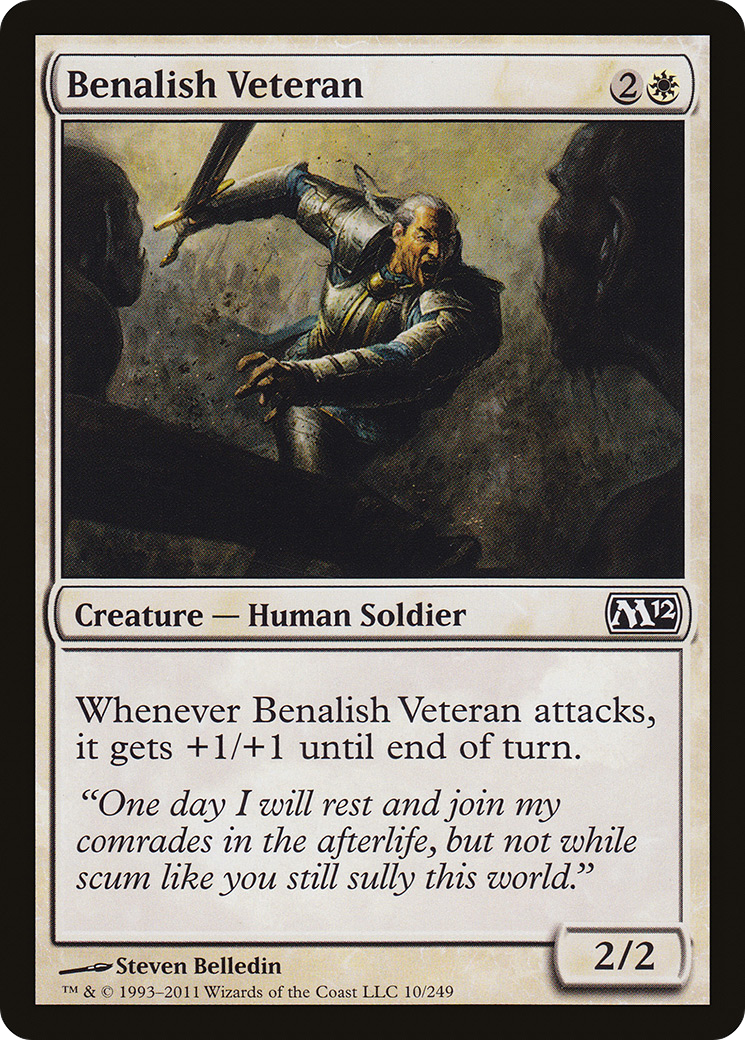 Benalish Veteran 2
Creature — Human Soldier M12
Whenever Benalish Veteran attacks,
it gets +1/+1 until end of turn.
“One day I will rest and join my
comrades in the afterlife, but not while
scum like you still sully this world.”
2/2
Steven Belledin
™ & © 1993–2011 Wizards of the Coast LLC 10/249